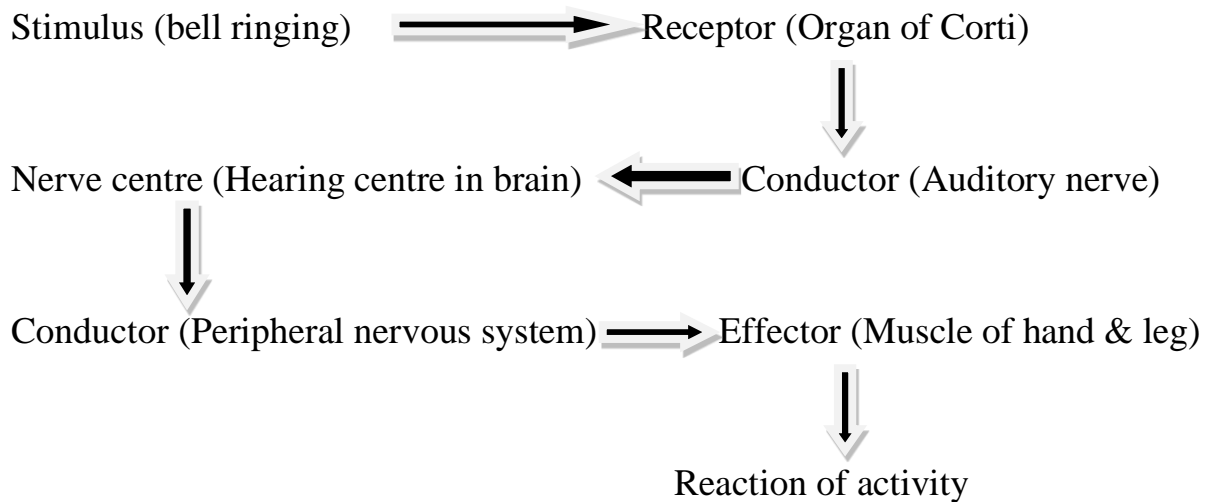 Stimulus (bell ringing) Receptor (Organ of Corti)
Nerve centre (Hearing centre in brain) Conductor (Auditory nerve)
Conductor (Peripheral nervous system) Effector (Muscle of hand & leg)
Reaction of activity